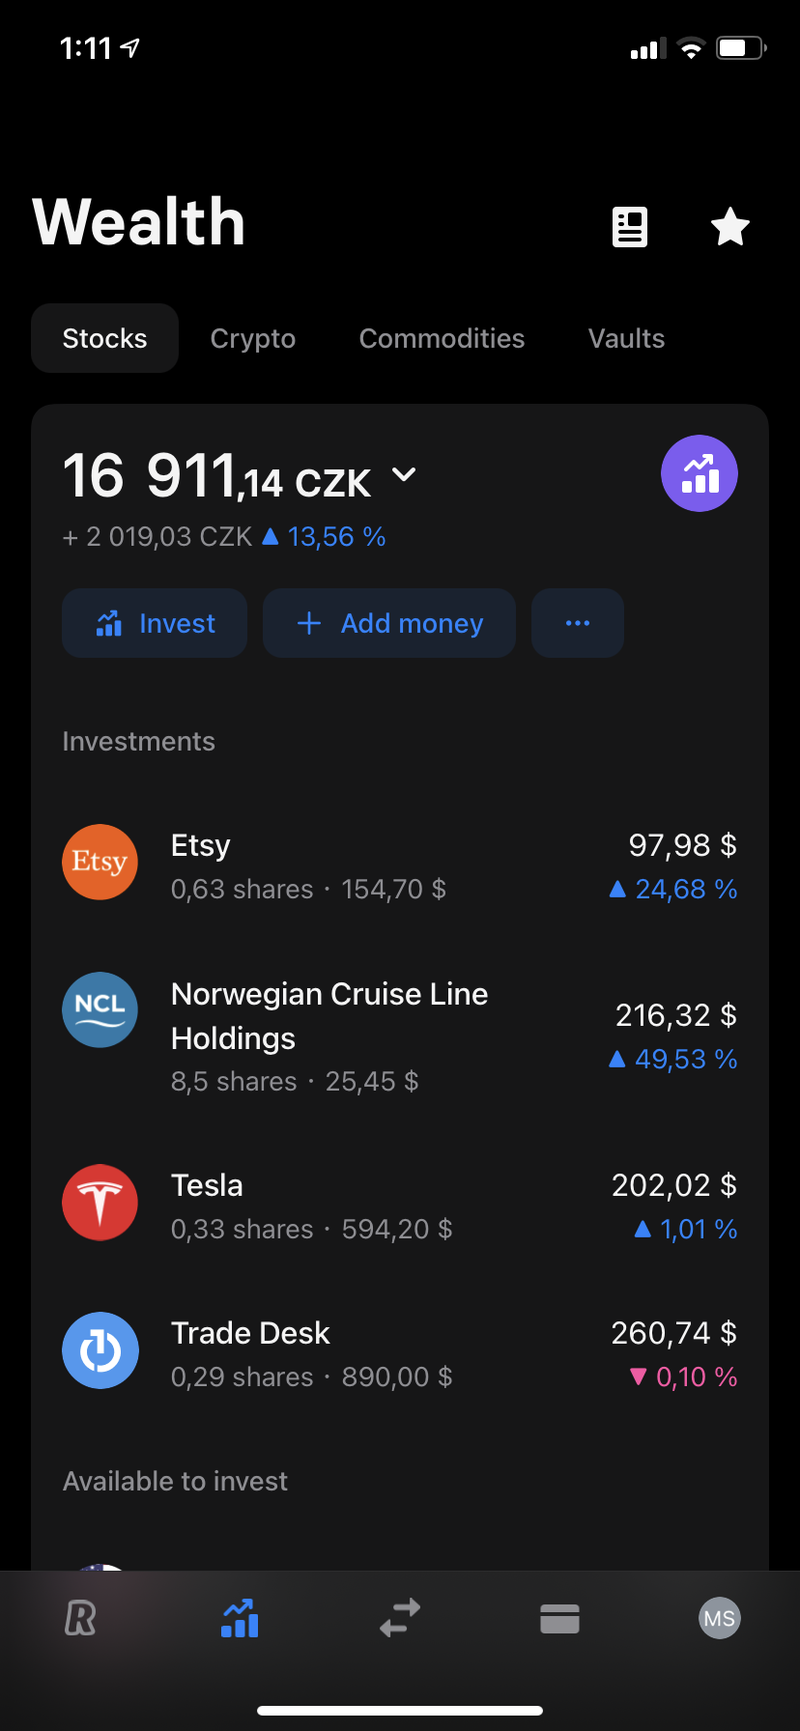 1:11
Wealth
Stocks Crypto Commodities Vaults
16 911,14 CZK
+ 2 019,03 CZK ▲ 13,56 %
Invest + Add money ...
Investments
Etsy
Etsy 97,98 $
0,63 shares · 154,70 $ ▲ 24,68 %
NCL
Norwegian Cruise Line
Holdings 216,32 $
8,5 shares · 25,45 $ ▲ 49,53 %
Tesla 202,02 $
0,33 shares · 594,20 $ ▲ 1,01 %
Trade Desk 260,74 $
0,29 shares · 890,00 $ ▼ 0,10 %
Available to invest
R MS